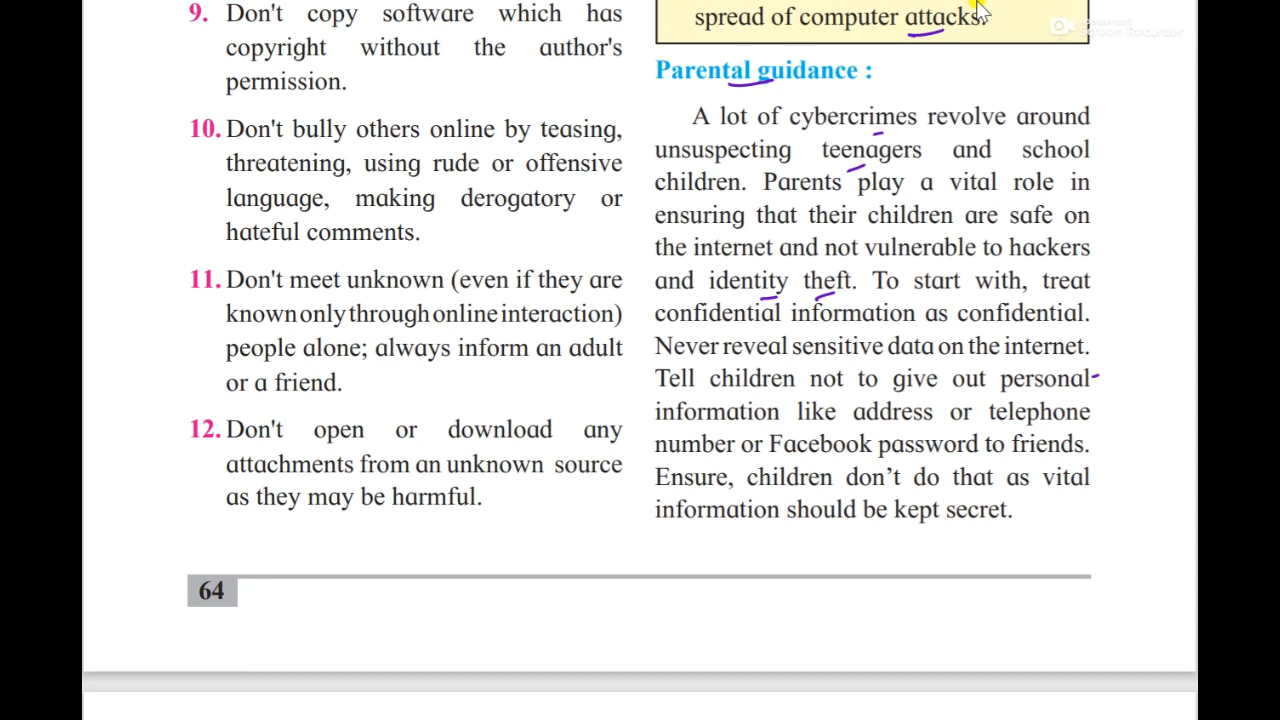 9. Don't copy software which has
copyright without the author's
permission.
10. Don't bully others online by teasing,
threatening, using rude or offensive
language, making derogatory or
hateful comments.
11. Don't meet unknown (even if they are
known only through online interaction)
people alone; always inform an adult
or a friend.
12. Don't open or download any
attachments from an unknown source
as they may be harmful.
spread of computer attacks.
Parental guidance :
A lot of cybercrimes revolve around
unsuspecting teenagers and school
children. Parents play a vital role in
ensuring that their children are safe on
the internet and not vulnerable to hackers
and identity theft. To start with, treat
confidential information as confidential.
Never reveal sensitive data on the internet.
Tell children not to give out personal
information like address or telephone
number or Facebook password to friends.
Ensure, children don’t do that as vital
information should be kept secret.
64
Screen Recorder